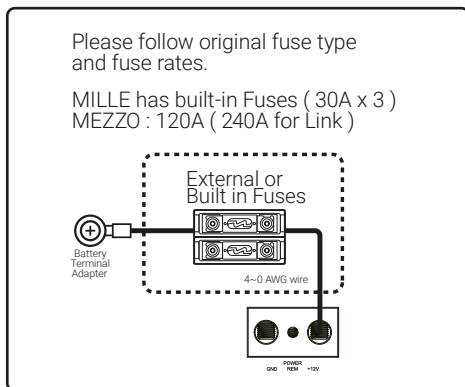 Please follow original fuse type
and fuse rates.
MILLE has built-in Fuses ( 30A x 3 )
MEZZO : 120A ( 240A for Link )
External or
Built in Fuses
Battery
Terminal
Adapter
4~0 AWG wire
POWER
GND REM +12V